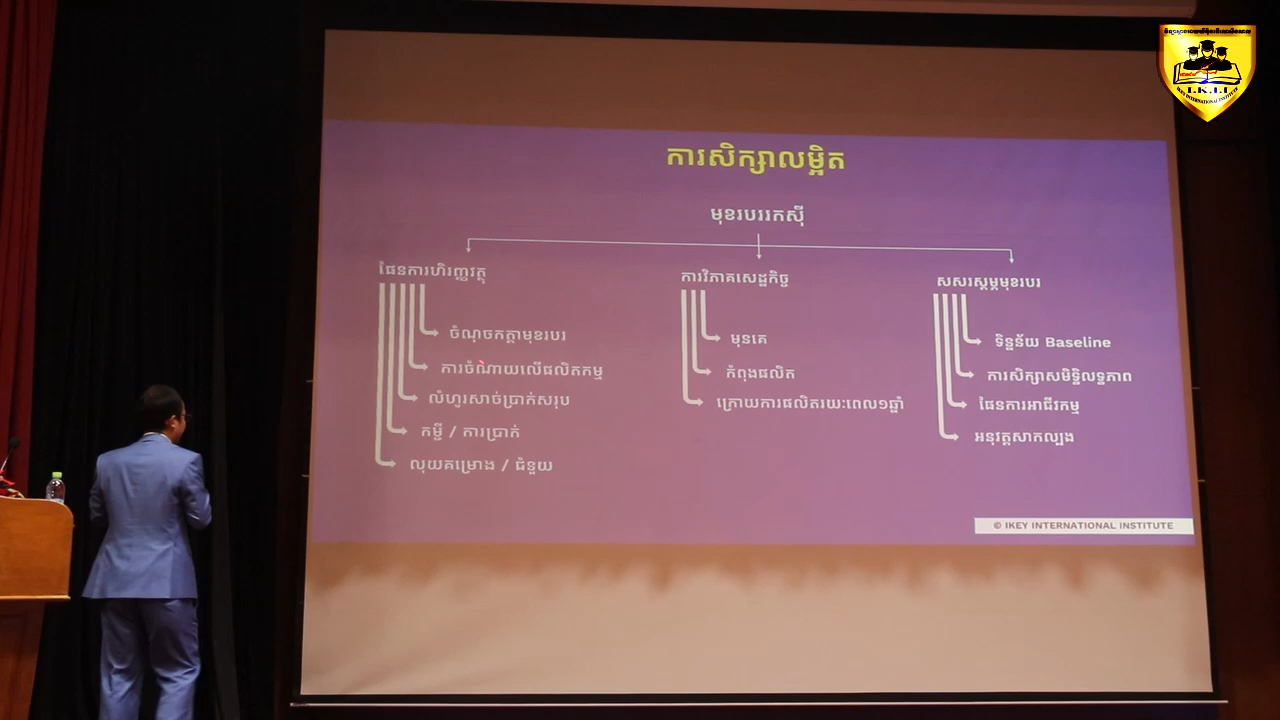 ការសិក្សាលម្អិត
មុខរបររកស៊ី
ផែនការហិរញ្ញវត្ថុ
ចំណុចកត្តាមុខរបរ
ការចំណាយលើផលិតកម្ម
លំហូរសាច់ប្រាក់សរុប
កម្ចី / ការប្រាក់
លុយគម្រោង / ជំនួយ
ការវិភាគសេដ្ឋកិច្ច
មុនគេ
កំពុងផលិត
ក្រោយការផលិតរយៈពេល១ឆ្នាំ
សសរស្តម្ភមុខរបរ
ទិន្នន័យ Baseline
ការសិក្សាសមិទ្ធិលទ្ធភាព
ផែនការអាជីវកម្ម
អនុវត្តសាកល្បង
© IKEY INTERNATIONAL INSTITUTE
I.K.I.I
IKEY INTERNATIONAL INSTITUTE